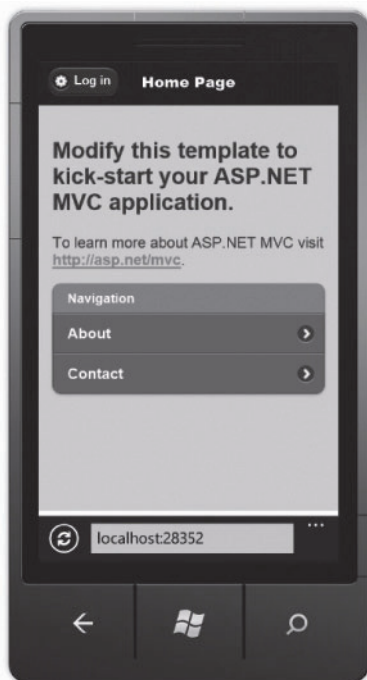 Log in
Home Page
Modify this template to
kick-start your ASP.NET
MVC application.
To learn more about ASP.NET MVC visit
http://asp.net/mvc.
Navigation
About
Contact
localhost:28352
...